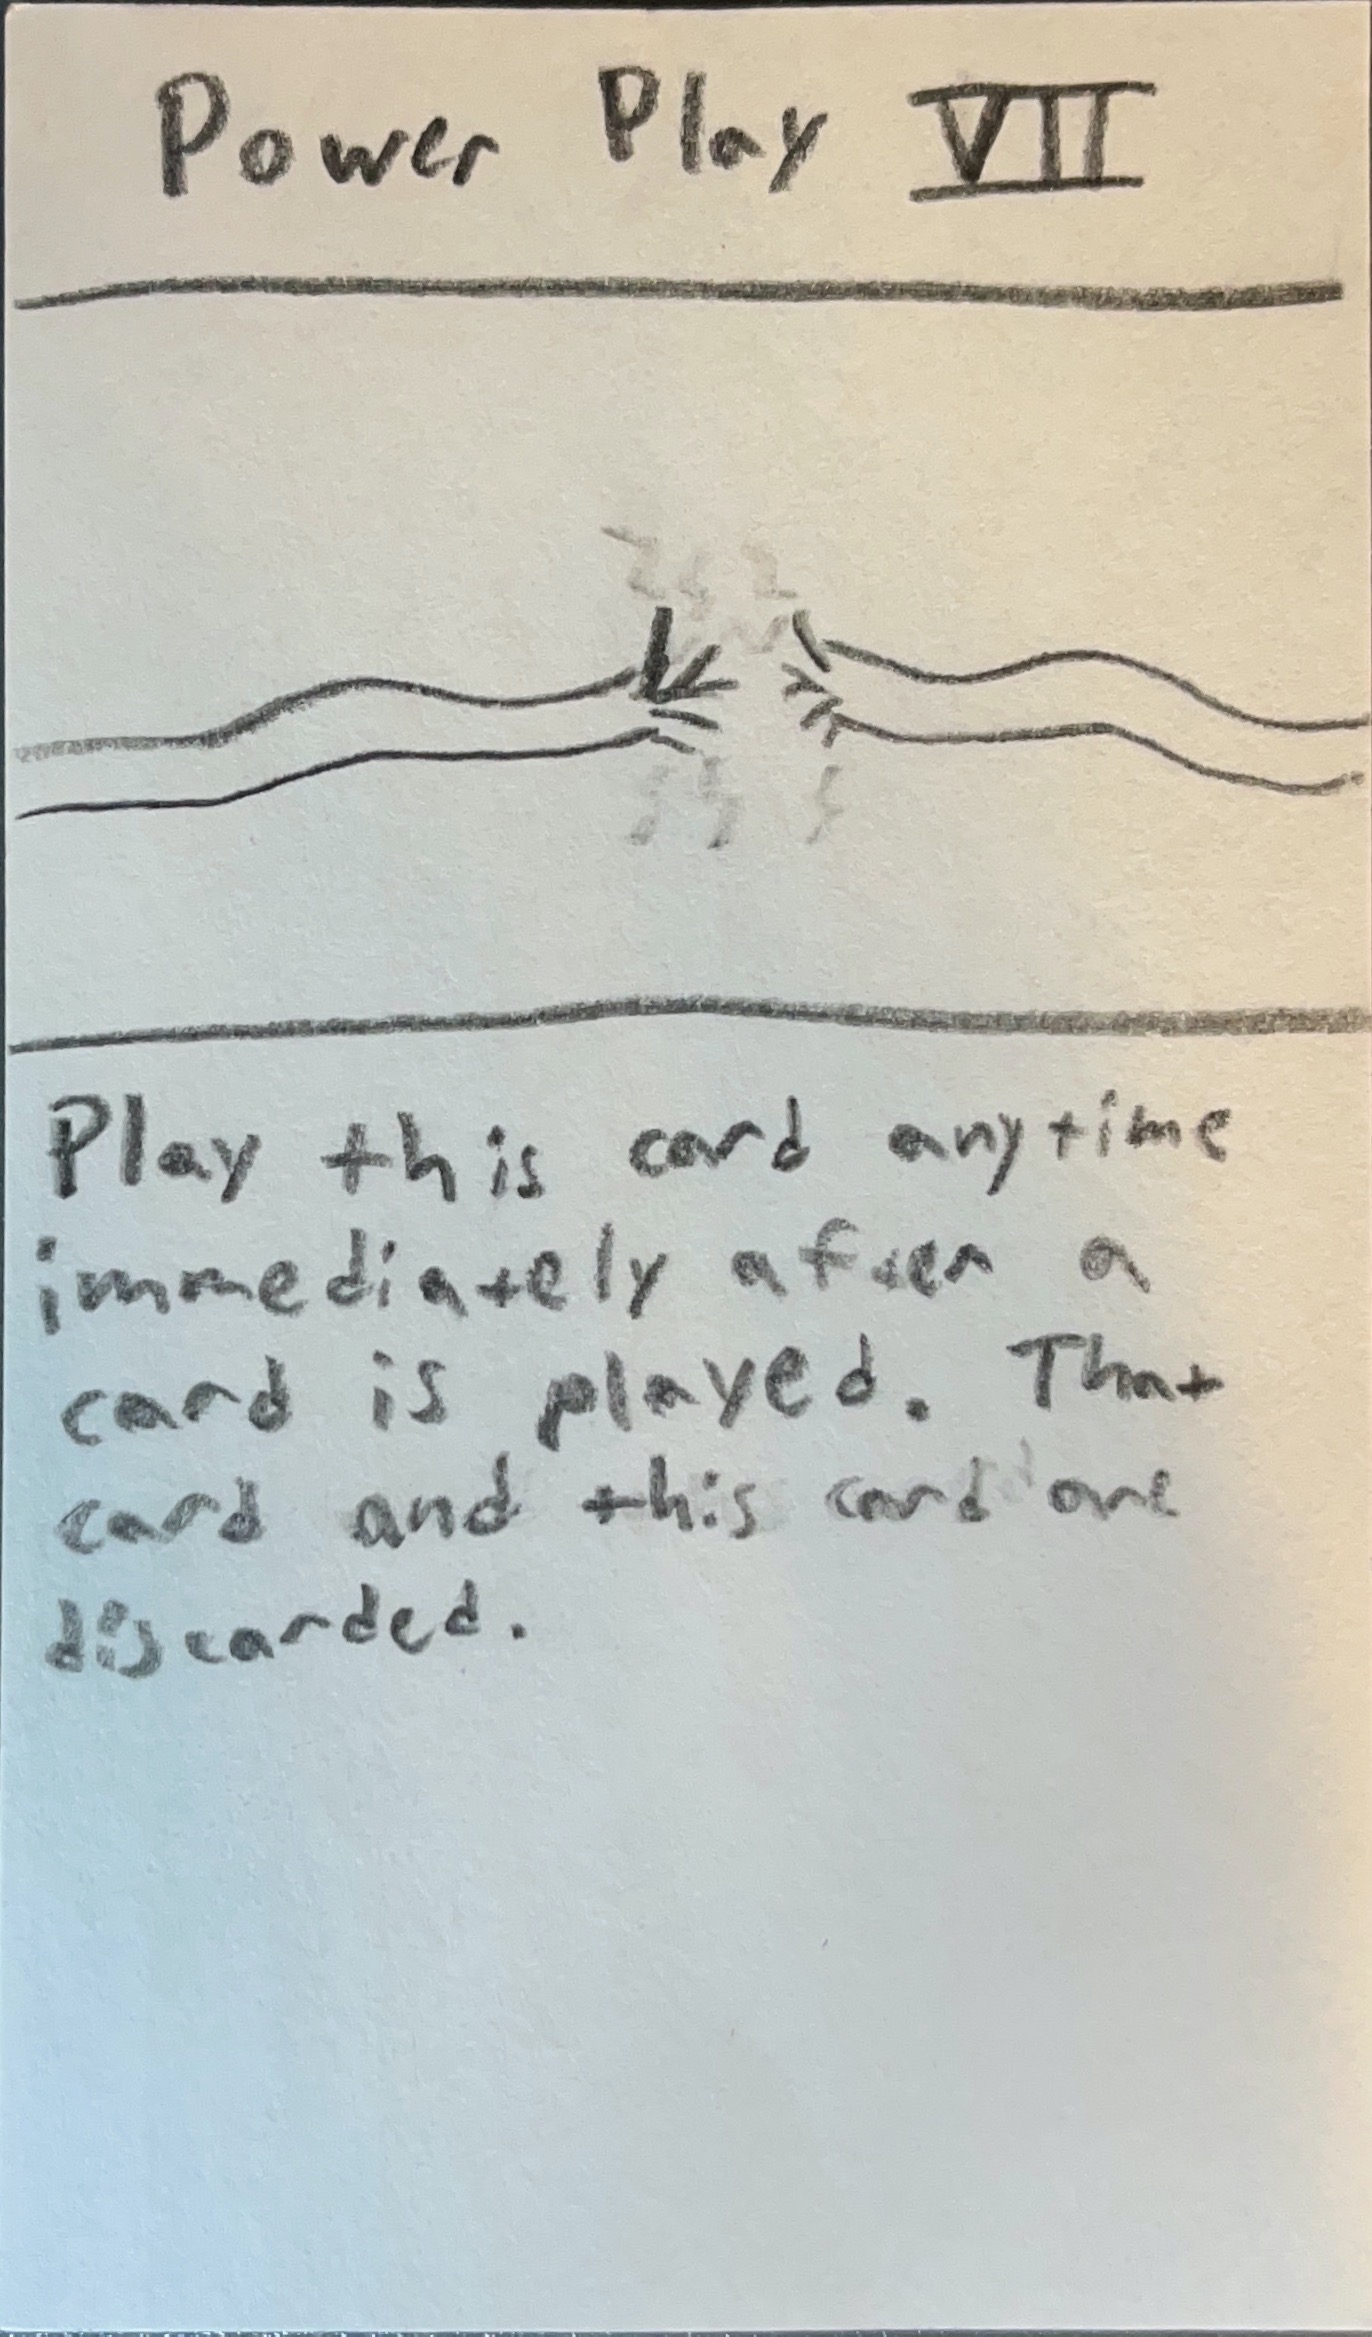 Power Play VII
Play this card anytime
immediately after a
card is played. That
card and this card are
discarded.